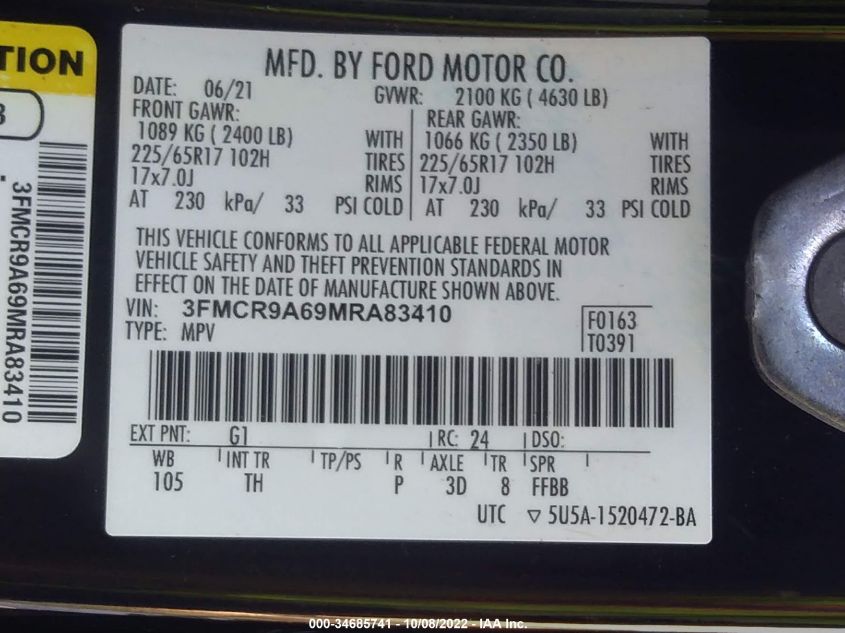 TION
3
3FMCR9A69MRA83410
MFD. BY FORD MOTOR CO.
DATE: 06/21 GVWR: 2100 KG ( 4630 LB)
FRONT GAWR: REAR GAWR:
1089 KG ( 2400 LB) WITH 1066 KG ( 2350 LB) WITH
225/65R17 102H TIRES 225/65R17 102H TIRES
17x7.0J RIMS 17x7.0J RIMS
AT 230 kPa/ 33 PSI COLD AT 230 kPa/ 33 PSI COLD
THIS VEHICLE CONFORMS TO ALL APPLICABLE FEDERAL MOTOR
VEHICLE SAFETY AND THEFT PREVENTION STANDARDS IN
EFFECT ON THE DATE OF MANUFACTURE SHOWN ABOVE.
VIN: 3FMCR9A69MRA83410 F0163
TYPE: MPV T0391
EXT PNT: G1 RC: 24 DSO:
WB INT TR TP/PS R AXLE TR SPR
105 TH P 3D 8 FFBB
UTC ▽ 5U5A-1520472-BA
000-34685741 - 10/08/2022 - IAA Inc.